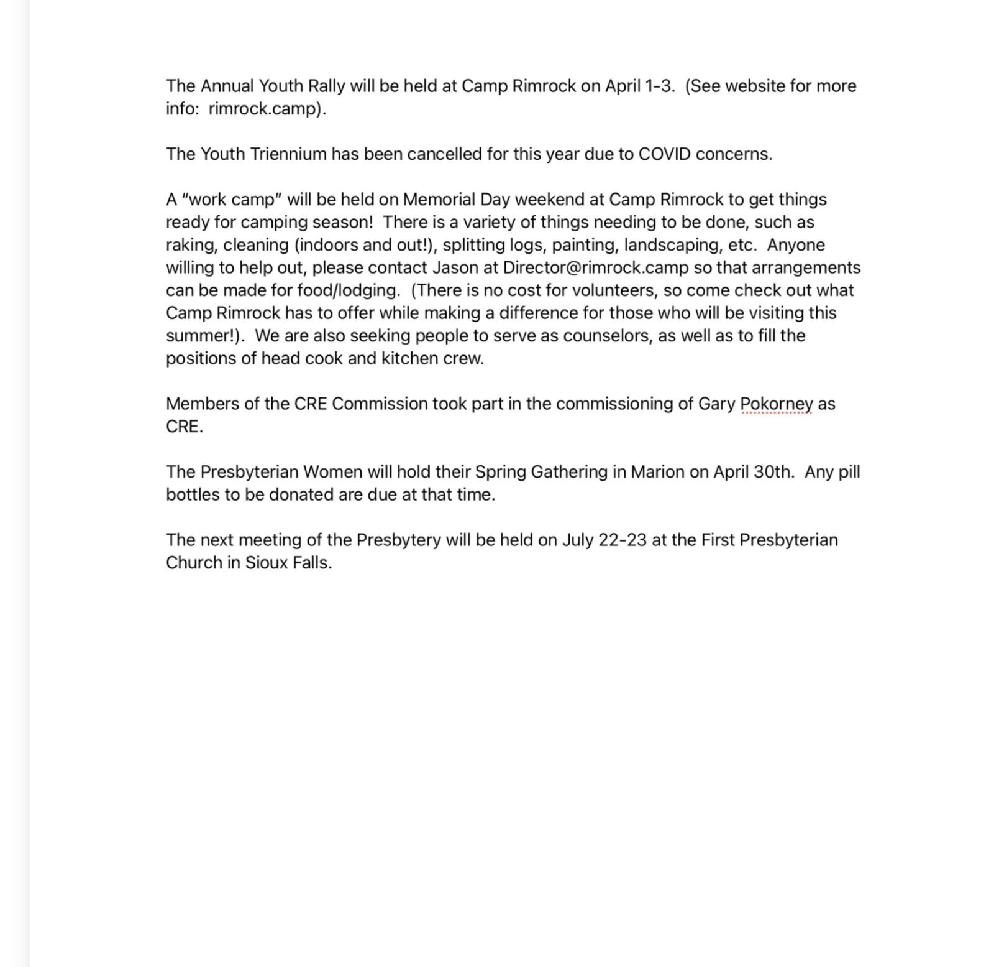 The Annual Youth Rally will be held at Camp Rimrock on April 1-3.  (See website for more
info:  rimrock.camp).
The Youth Triennium has been cancelled for this year due to COVID concerns.
A “work camp” will be held on Memorial Day weekend at Camp Rimrock to get things
ready for camping season!  There is a variety of things needing to be done, such as
raking, cleaning (indoors and out!), splitting logs, painting, landscaping, etc.  Anyone
willing to help out, please contact Jason at Director@rimrock.camp so that arrangements
can be made for food/lodging.  (There is no cost for volunteers, so come check out what
Camp Rimrock has to offer while making a difference for those who will be visiting this
summer!).  We are also seeking people to serve as counselors, as well as to fill the
positions of head cook and kitchen crew.
Members of the CRE Commission took part in the commissioning of Gary Pokorney as
CRE.
The Presbyterian Women will hold their Spring Gathering in Marion on April 30th.  Any pill
bottles to be donated are due at that time.
The next meeting of the Presbytery will be held on July 22-23 at the First Presbyterian
Church in Sioux Falls.